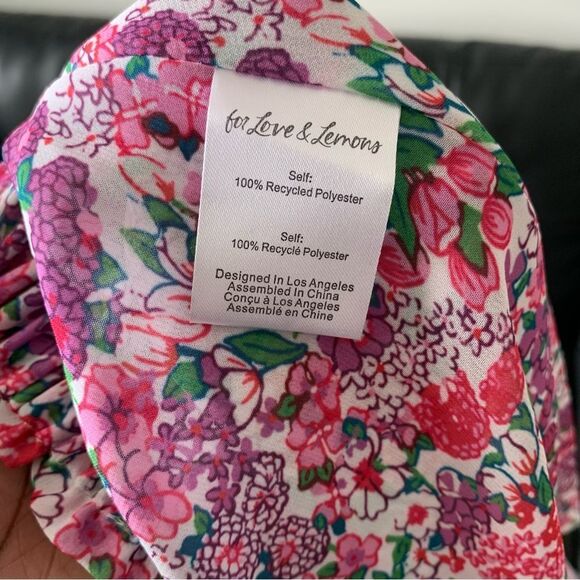 for Love & Lemons
Self:
100% Recycled Polyester
Self:
100% Recyclé Polyester
Designed In Los Angeles
Assembled In China
Conçu à Los Angeles
Assemblé en Chine